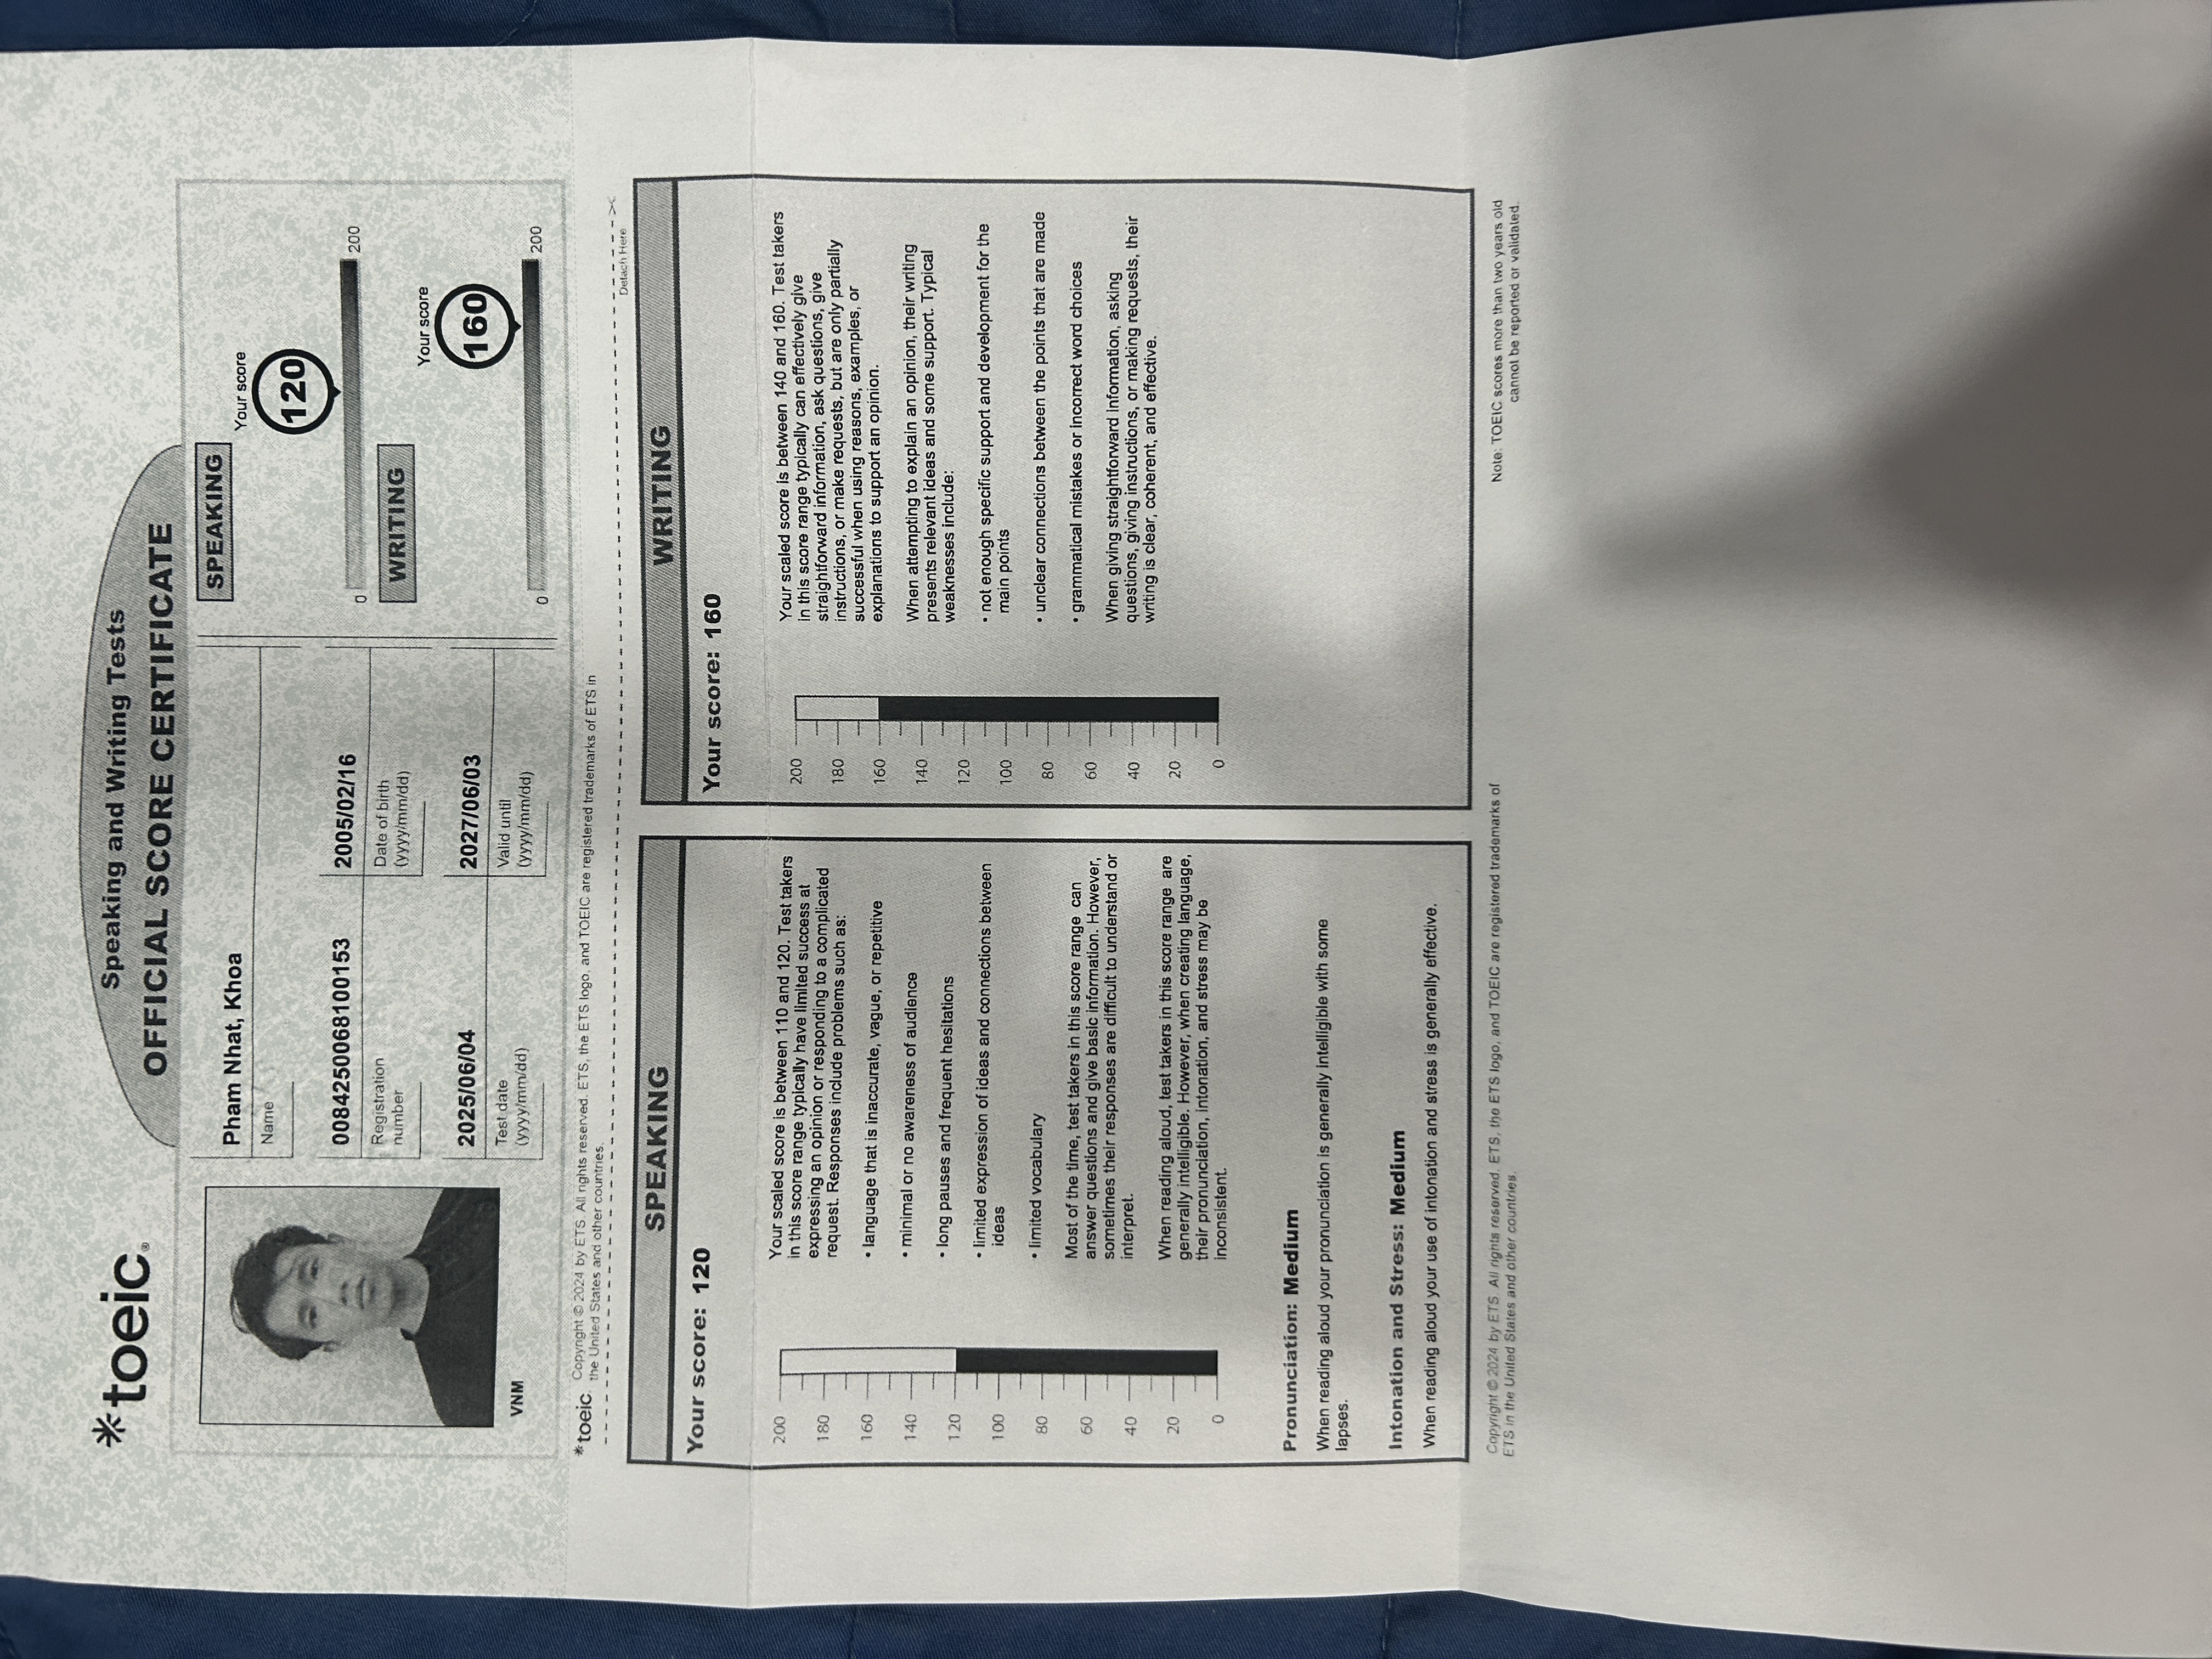 *toeic®
Speaking and Writing Tests
OFFICIAL SCORE CERTIFICATE
Pham Nhat, Khoa
Name
0084250068100153
Registration
number
2005/02/16
Date of birth
(yyyy/mm/dd)
2025/06/04
Test date
(yyyy/mm/dd)
2027/06/03
Valid until
(yyyy/mm/dd)
VNM
SPEAKING
Your score
120
0
200
WRITING
Your score
160
0
200
*toeic
Copyright © 2024 by ETS. All rights reserved. ETS, the ETS logo, and TOEIC are registered trademarks of ETS in
the United States and other countries.
Detach Here
SPEAKING
Your score: 120
200
180
160
140
120
100
80
60
40
20
0
Your scaled score is between 110 and 120. Test takers
in this score range typically have limited success at
expressing an opinion or responding to a complicated
request. Responses include problems such as:
• language that is inaccurate, vague, or repetitive
• minimal or no awareness of audience
• long pauses and frequent hesitations
• limited expression of ideas and connections between
ideas
• limited vocabulary
Most of the time, test takers in this score range can
answer questions and give basic information. However,
sometimes their responses are difficult to understand or
interpret.
When reading aloud, test takers in this score range are
generally intelligible. However, when creating language,
their pronunciation, intonation, and stress may be
inconsistent.
Pronunciation: Medium
When reading aloud your pronunciation is generally intelligible with some
lapses.
Intonation and Stress: Medium
When reading aloud your use of intonation and stress is generally effective.
WRITING
Your score: 160
200
180
160
140
120
100
80
60
40
20
0
Your scaled score is between 140 and 160. Test takers
in this score range typically can effectively give
straightforward information, ask questions, give
instructions, or make requests, but are only partially
successful when using reasons, examples, or
explanations to support an opinion.
When attempting to explain an opinion, their writing
presents relevant ideas and some support. Typical
weaknesses include:
• not enough specific support and development for the
main points
• unclear connections between the points that are made
• grammatical mistakes or incorrect word choices
When giving straightforward information, asking
questions, giving instructions, or making requests, their
writing is clear, coherent, and effective.
Copyright © 2024 by ETS. All rights reserved. ETS, the ETS logo, and TOEIC are registered trademarks of
ETS in the United States and other countries.
Note: TOEIC scores more than two years old
cannot be reported or validated.